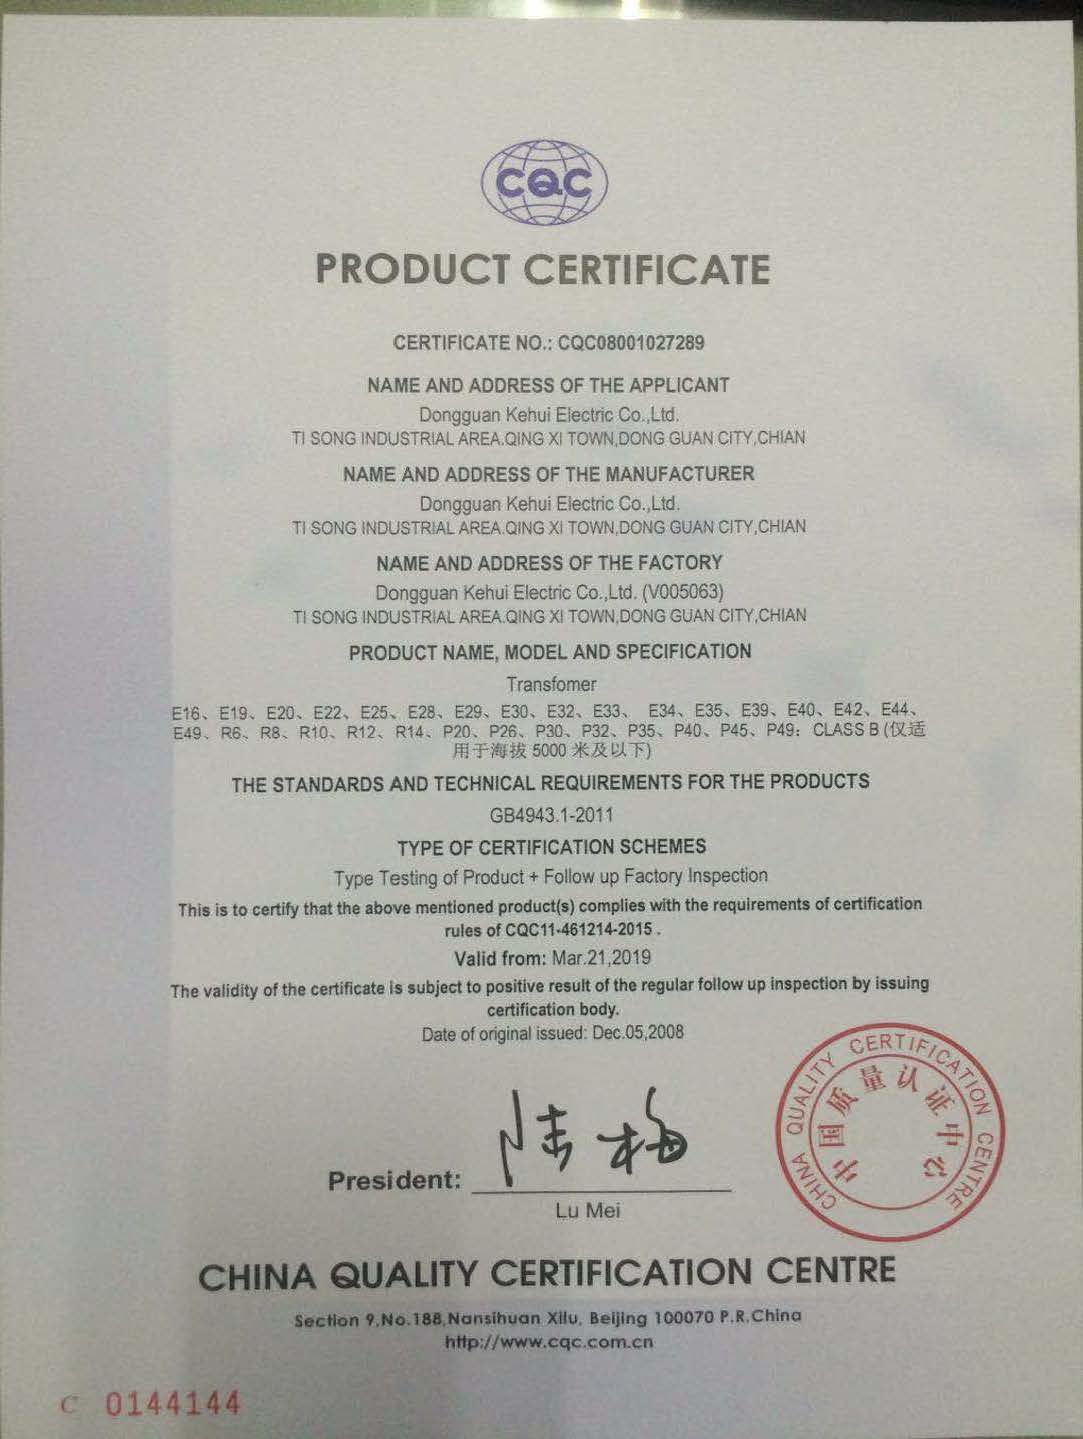 CQC
PRODUCT CERTIFICATE
CERTIFICATE NO.: CQC08001027289
NAME AND ADDRESS OF THE APPLICANT
Dongguan Kehui Electric Co.,Ltd.
TI SONG INDUSTRIAL AREA.QING XI TOWN,DONG GUAN CITY,CHIAN
NAME AND ADDRESS OF THE MANUFACTURER
Dongguan Kehui Electric Co.,Ltd.
TI SONG INDUSTRIAL AREA.QING XI TOWN,DONG GUAN CITY,CHIAN
NAME AND ADDRESS OF THE FACTORY
Dongguan Kehui Electric Co.,Ltd. (V005063)
TI SONG INDUSTRIAL AREA.QING XI TOWN,DONG GUAN CITY,CHIAN
PRODUCT NAME, MODEL AND SPECIFICATION
Transfomer
E16、E19、E20、E22、E25、E28、E29、E30、E32、E33、 E34、E35、E39、E40、E42、E44、
E49、R6、R8、R10、R12、R14、P20、P26、P30、P32、P35、P40、P45、P49；CLASS B (仅适
用于海拔 5000 米及以下)
THE STANDARDS AND TECHNICAL REQUIREMENTS FOR THE PRODUCTS
GB4943.1-2011
TYPE OF CERTIFICATION SCHEMES
Type Testing of Product + Follow up Factory Inspection
This is to certify that the above mentioned product(s) complies with the requirements of certification
rules of CQC11-461214-2015 .
Valid from: Mar.21,2019
The validity of the certificate is subject to positive result of the regular follow up inspection by issuing
certification body.
Date of original issued: Dec.05,2008
CHINA QUALITY CERTIFICATION CENTRE
中国质量认证中心
President: 陆梅
Lu Mei
CHINA QUALITY CERTIFICATION CENTRE
Section 9,No.188,Nansihuan Xilu, Beijing 100070 P.R.China
http://www.cqc.com.cn
C 0144144